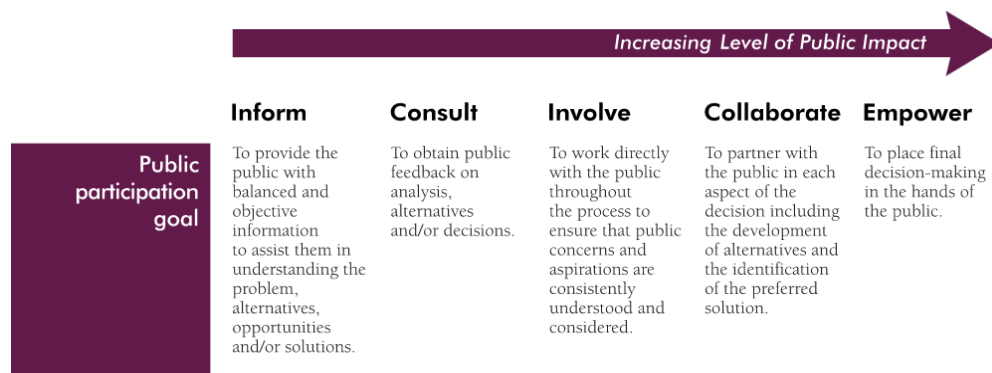 Increasing Level of Public Impact
Inform
Consult
Involve
Collaborate
Empower
Public
participation
goal
To provide the
public with
balanced and
objective
information
to assist them in
understanding the
problem,
alternatives,
opportunities
and/or solutions.
To obtain public
feedback on
analysis,
alternatives
and/or decisions.
To work directly
with the public
throughout
the process to
ensure that public
concerns and
aspirations are
consistently
understood and
considered.
To partner with
the public in each
aspect of the
decision including
the development
of alternatives and
the identification
of the preferred
solution.
To place final
decision-making
in the hands of
the public.